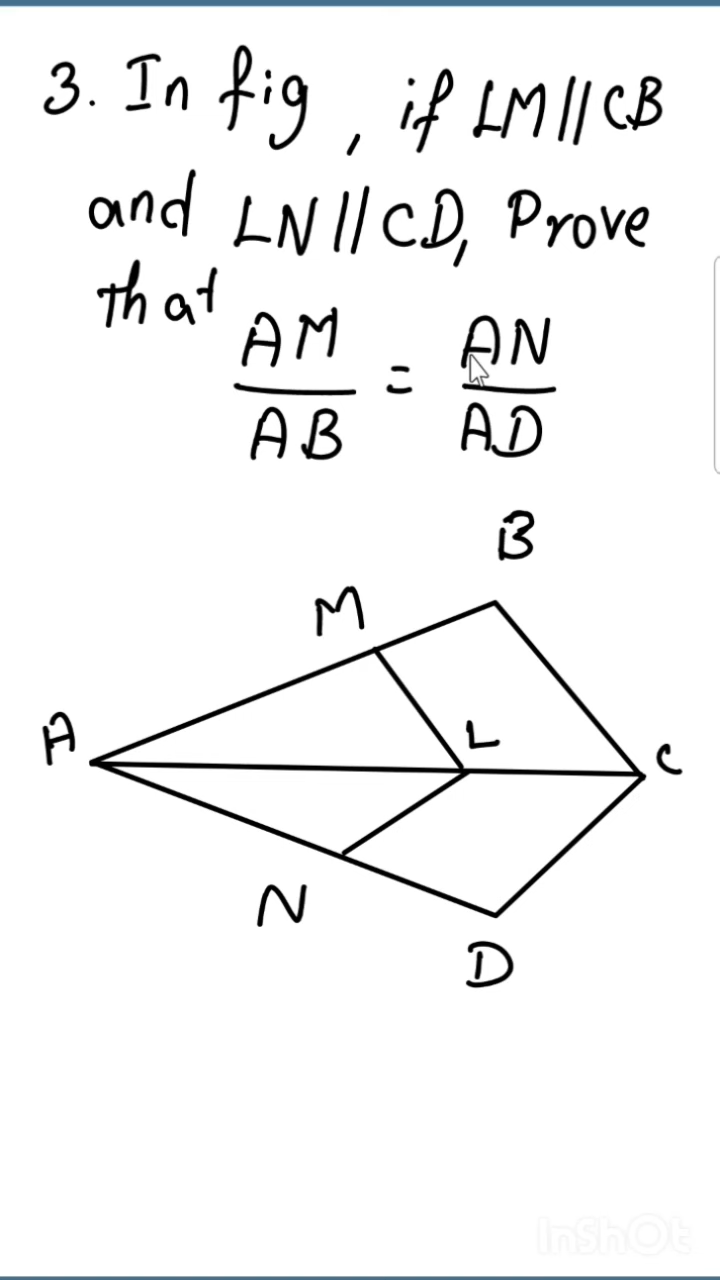 3. In fig, if LM||CB
and LN||CD, Prove
that
AM/AB = AN/AD
B
M
A
L
C
N
D
InShOt